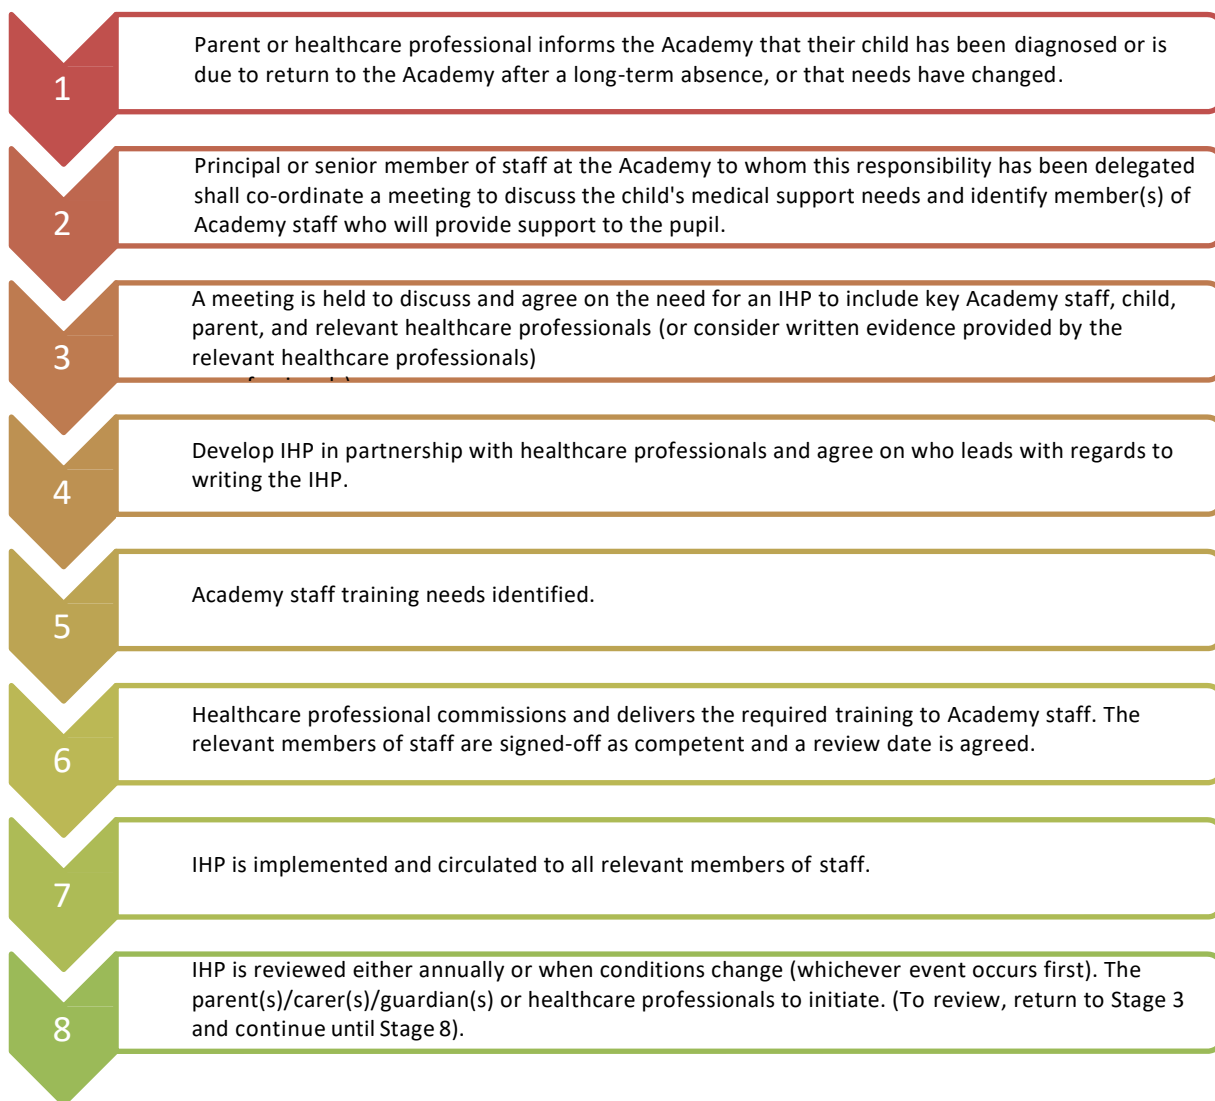 1
Parent or healthcare professional informs the Academy that their child has been diagnosed or is
due to return to the Academy after a long-term absence, or that needs have changed.
2
Principal or senior member of staff at the Academy to whom this responsibility has been delegated
shall co-ordinate a meeting to discuss the child's medical support needs and identify member(s) of
Academy staff who will provide support to the pupil.
3
A meeting is held to discuss and agree on the need for an IHP to include key Academy staff, child,
parent, and relevant healthcare professionals (or consider written evidence provided by the
relevant healthcare professionals)
4
Develop IHP in partnership with healthcare professionals and agree on who leads with regards to
writing the IHP.
5
Academy staff training needs identified.
6
Healthcare professional commissions and delivers the required training to Academy staff. The
relevant members of staff are signed-off as competent and a review date is agreed.
7
IHP is implemented and circulated to all relevant members of staff.
8
IHP is reviewed either annually or when conditions change (whichever event occurs first). The
parent(s)/carer(s)/guardian(s) or healthcare professionals to initiate. (To review, return to Stage 3
and continue until Stage 8).